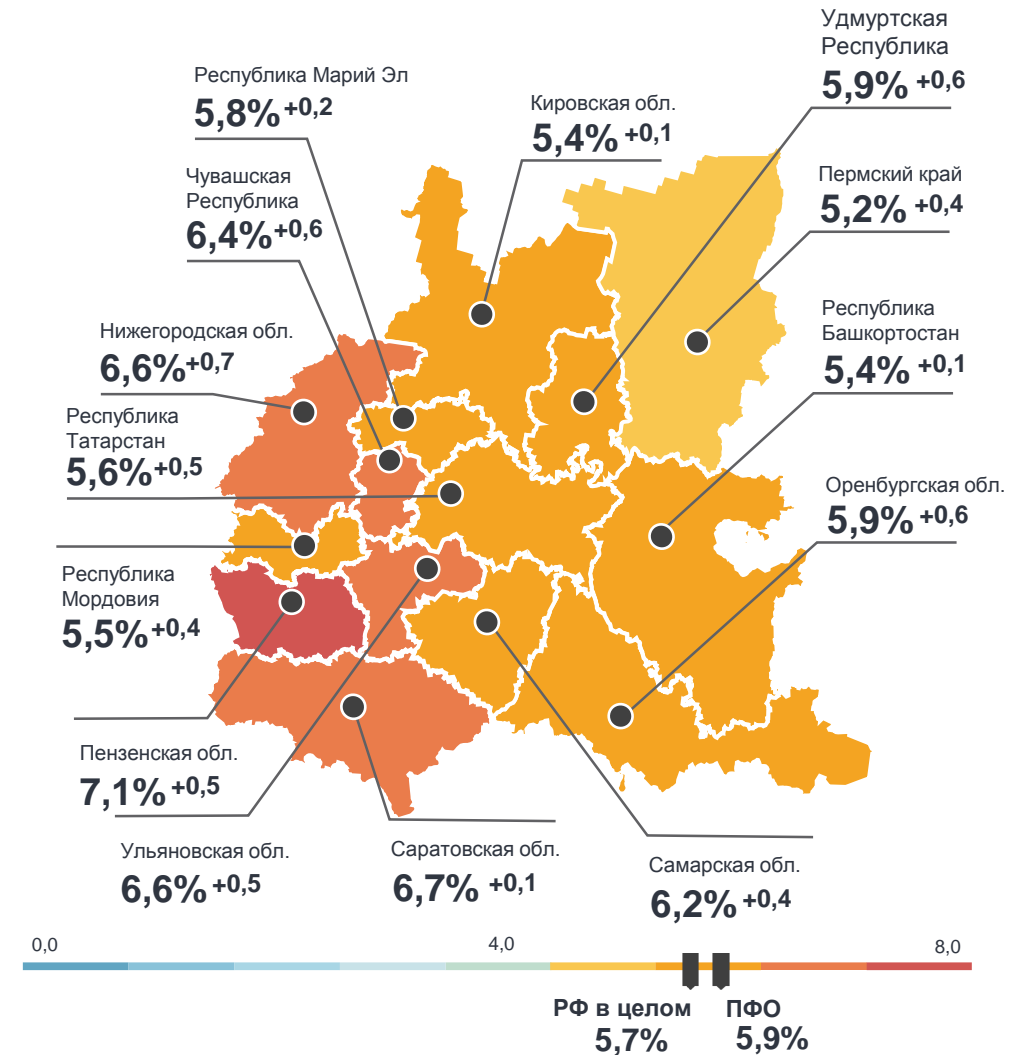 Удмуртская
Республика
5,9% +0,6
Республика Марий Эл
5,8% +0,2
Кировская обл.
5,4% +0,1
Чувашская
Республика
6,4% +0,6
Пермский край
5,2% +0,4
Нижегородская обл.
6,6% +0,7
Республика
Башкортостан
5,4% +0,1
Республика
Татарстан
5,6% +0,5
Оренбургская обл.
5,9% +0,6
Республика
Мордовия
5,5% +0,4
Пензенская обл.
7,1% +0,5
Ульяновская обл.
6,6% +0,5
Саратовская обл.
6,7% +0,1
Самарская обл.
6,2% +0,4
0,0 4,0 8,0
РФ в целом ПФО
5,7% 5,9%